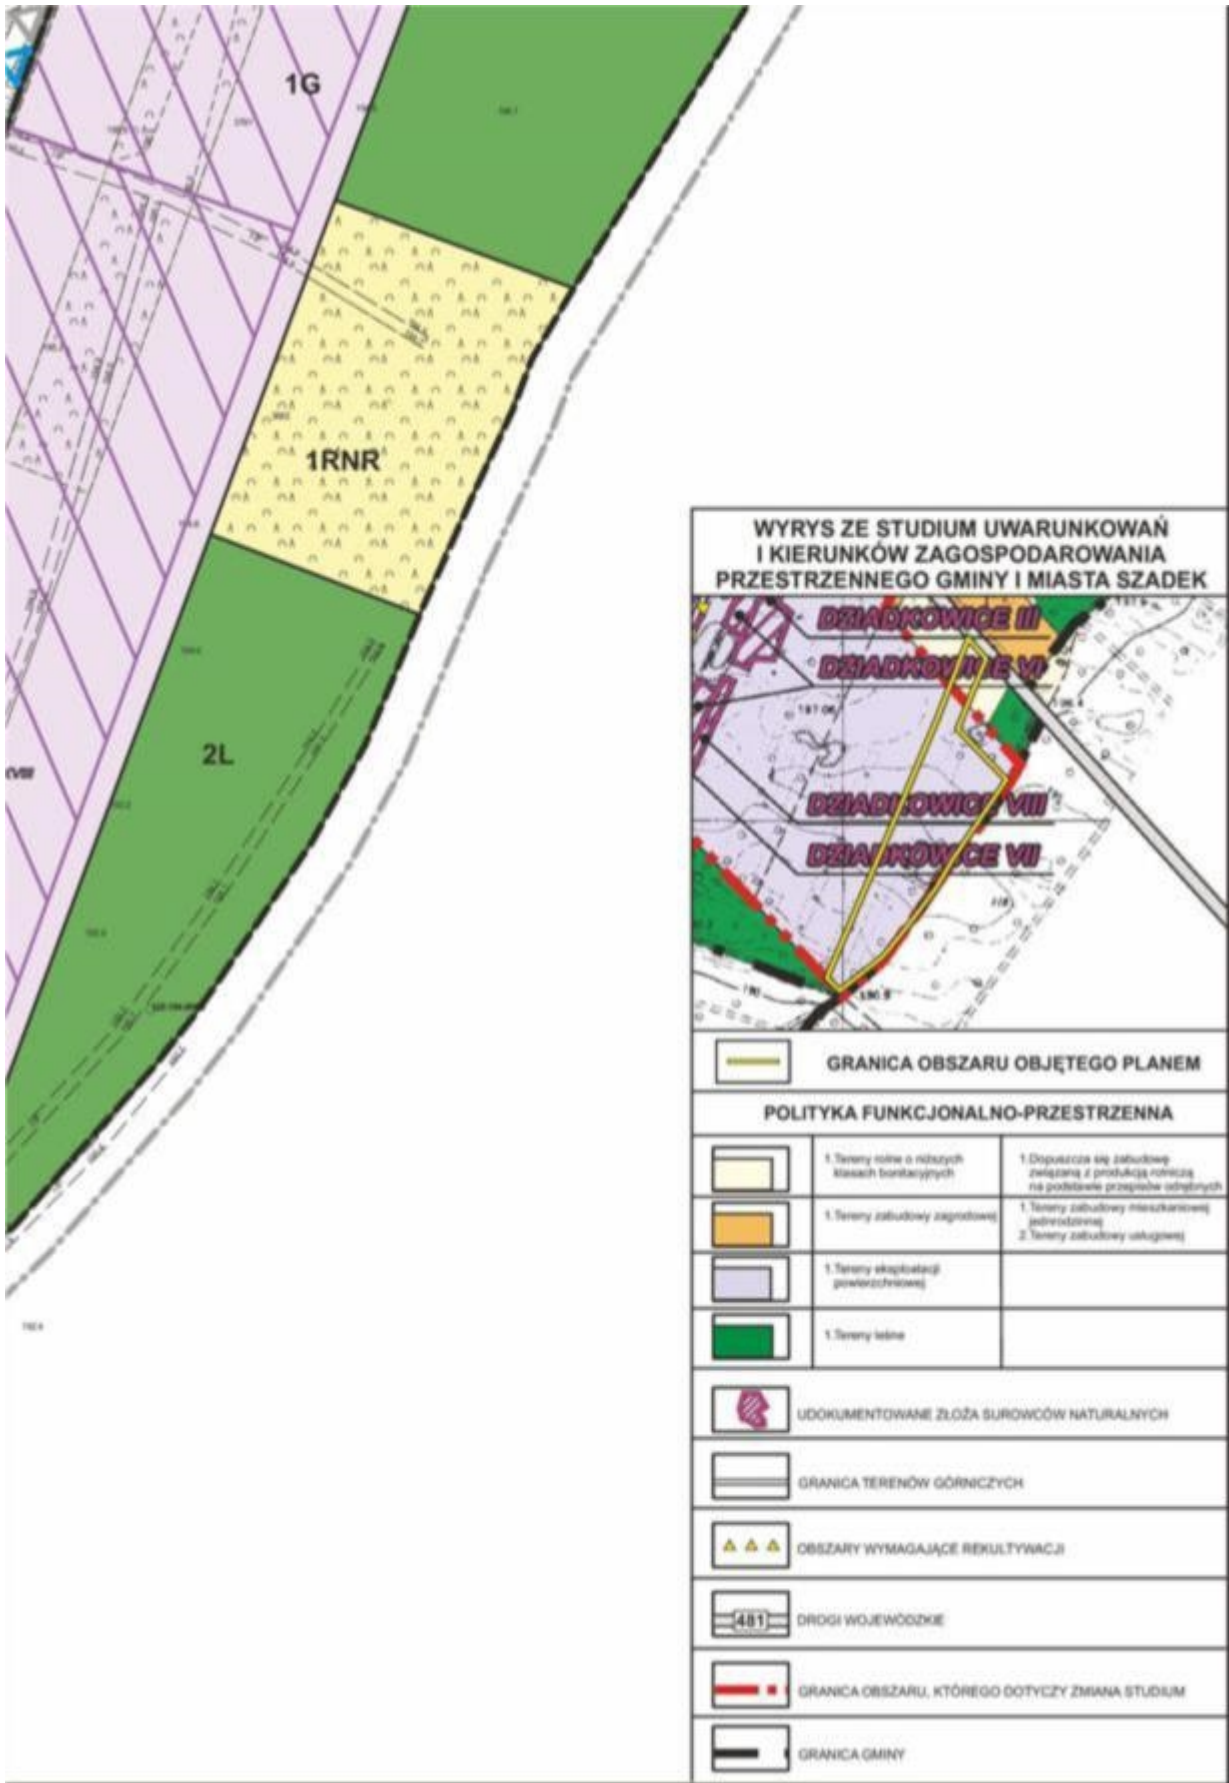 1G
1RNR
2L
WYRYS ZE STUDIUM UWARUNKOWAŃ
I KIERUNKÓW ZAGOSPODAROWANIA
PRZESTRZENNEGO GMINY I MIASTA SZADEK
DZIADKOWICE III
DZIADKOWICE VI
DZIADKOWICE VIII
DZIADKOWICE VII
GRANICA OBSZARU OBJĘTEGO PLANEM
POLITYKA FUNKCJONALNO-PRZESTRZENNA
1.Tereny rolne o niższych
klasach bonitacyjnych
1.Dopuszcza się zabudowę
związaną z produkcją rolniczą
na podstawie przepisów odrębnych
1.Tereny zabudowy zagrodowej
1.Tereny zabudowy mieszkaniowej
jednorodzinnej
2.Tereny zabudowy usługowej
1.Tereny eksploatacji
powierzchniowej
1.Tereny leśne
UDOKUMENTOWANE ZŁOŻA SUROWCÓW NATURALNYCH
GRANICA TERENÓW GÓRNICZYCH
OBSZARY WYMAGAJĄCE REKULTYWACJI
481 DROGI WOJEWÓDZKIE
GRANICA OBSZARU, KTÓREGO DOTYCZY ZMIANA STUDIUM
GRANICA GMINY